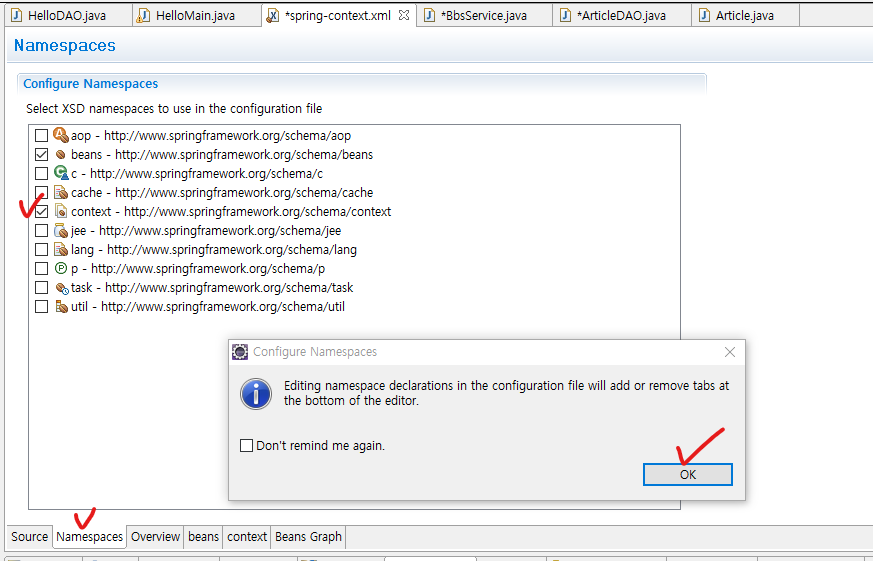 HelloDAO.java HelloMain.java *spring-context.xml *BbsService.java *ArticleDAO.java Article.java
Namespaces
Configure Namespaces
Select XSD namespaces to use in the configuration file
aop - http://www.springframework.org/schema/aop
beans - http://www.springframework.org/schema/beans
c - http://www.springframework.org/schema/c
cache - http://www.springframework.org/schema/cache
context - http://www.springframework.org/schema/context
jee - http://www.springframework.org/schema/jee
lang - http://www.springframework.org/schema/lang
p - http://www.springframework.org/schema/p
task - http://www.springframework.org/schema/task
util - http://www.springframework.org/schema/util
Configure Namespaces
Editing namespace declarations in the configuration file will add or remove tabs at
the bottom of the editor.
Don't remind me again.
OK
Source Namespaces Overview beans context Beans Graph